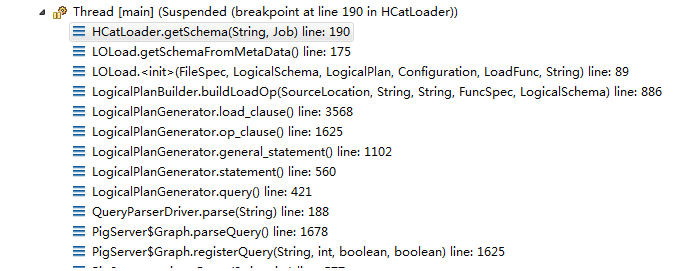 Thread [main] (Suspended (breakpoint at line 190 in HCatLoader))
HCatLoader.getSchema(String, Job) line: 190
LOLoad.getSchemaFromMetaData() line: 175
LOLoad.<init>(FileSpec, LogicalSchema, LogicalPlan, Configuration, LoadFunc, String) line: 89
LogicalPlanBuilder.buildLoadOp(SourceLocation, String, String, FuncSpec, LogicalSchema) line: 886
LogicalPlanGenerator.load_clause() line: 3568
LogicalPlanGenerator.op_clause() line: 1625
LogicalPlanGenerator.general_statement() line: 1102
LogicalPlanGenerator.statement() line: 560
LogicalPlanGenerator.query() line: 421
QueryParserDriver.parse(String) line: 188
PigServer$Graph.parseQuery() line: 1678
PigServer$Graph.registerQuery(String, int, boolean, boolean) line: 1625